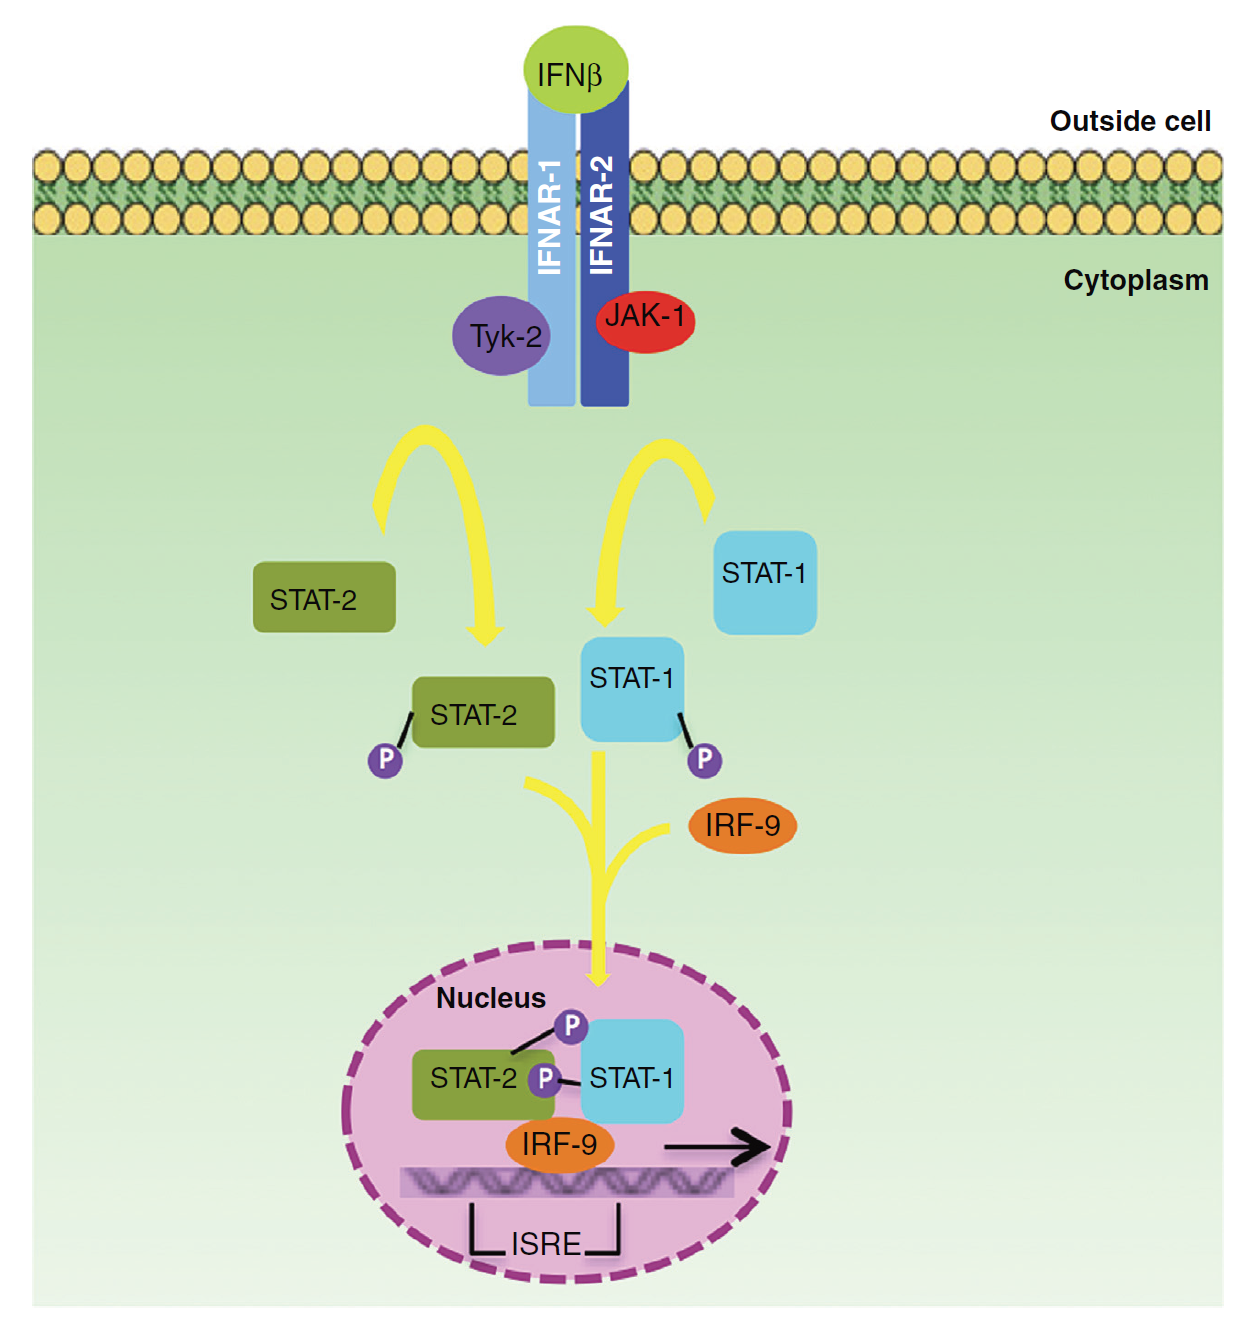 IFNβ
Outside cell
IFNAR-1
IFNAR-2
Cytoplasm
Tyk-2
JAK-1
STAT-2
STAT-1
STAT-2
STAT-1
P
P
IRF-9
Nucleus
P
STAT-2
P
STAT-1
IRF-9
ISRE